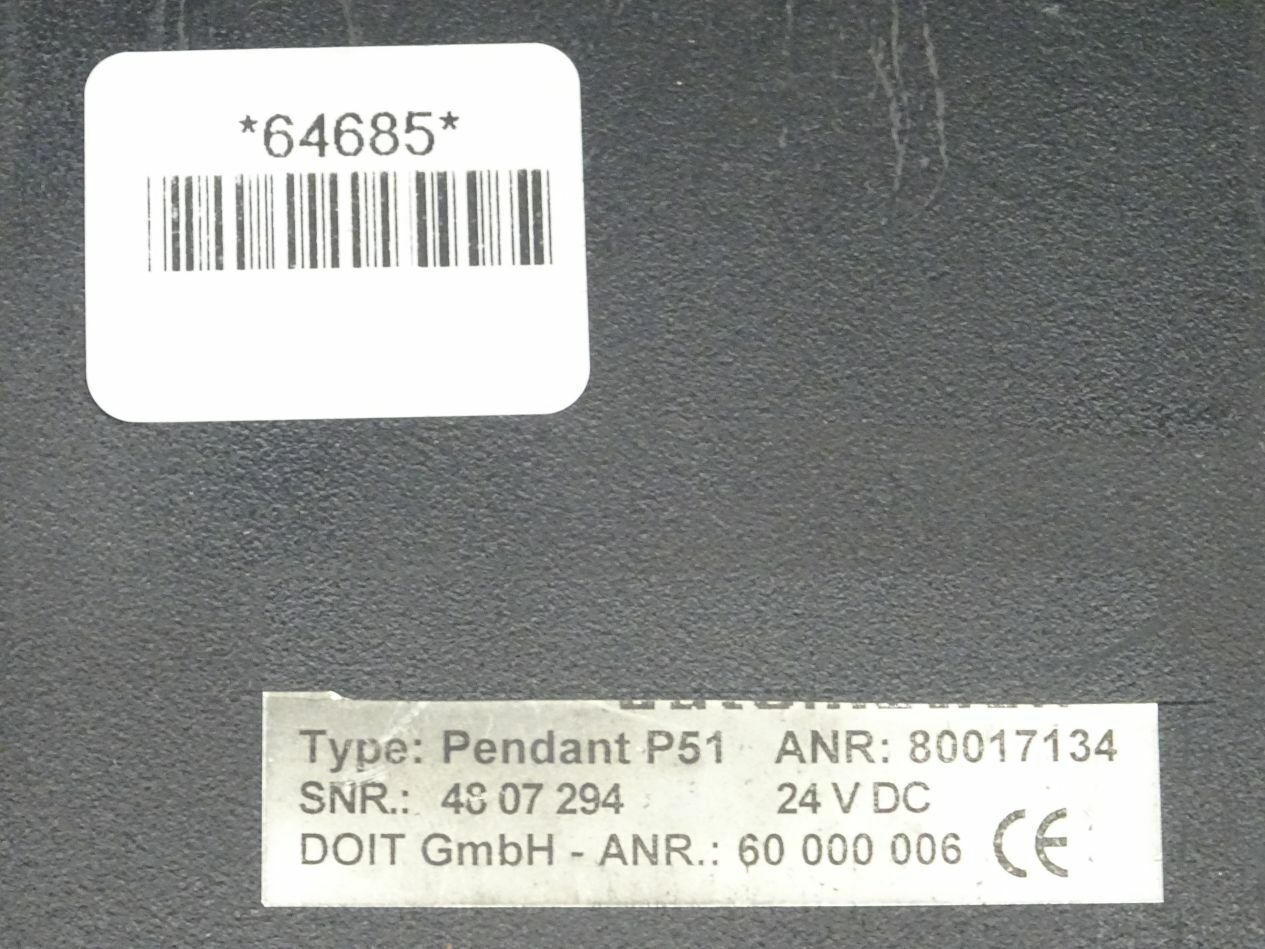 *64685*
Type: Pendant P51 ANR: 80017134
SNR.: 48 07 294 24 V DC
DOIT GmbH - ANR.: 60 000 006 CE